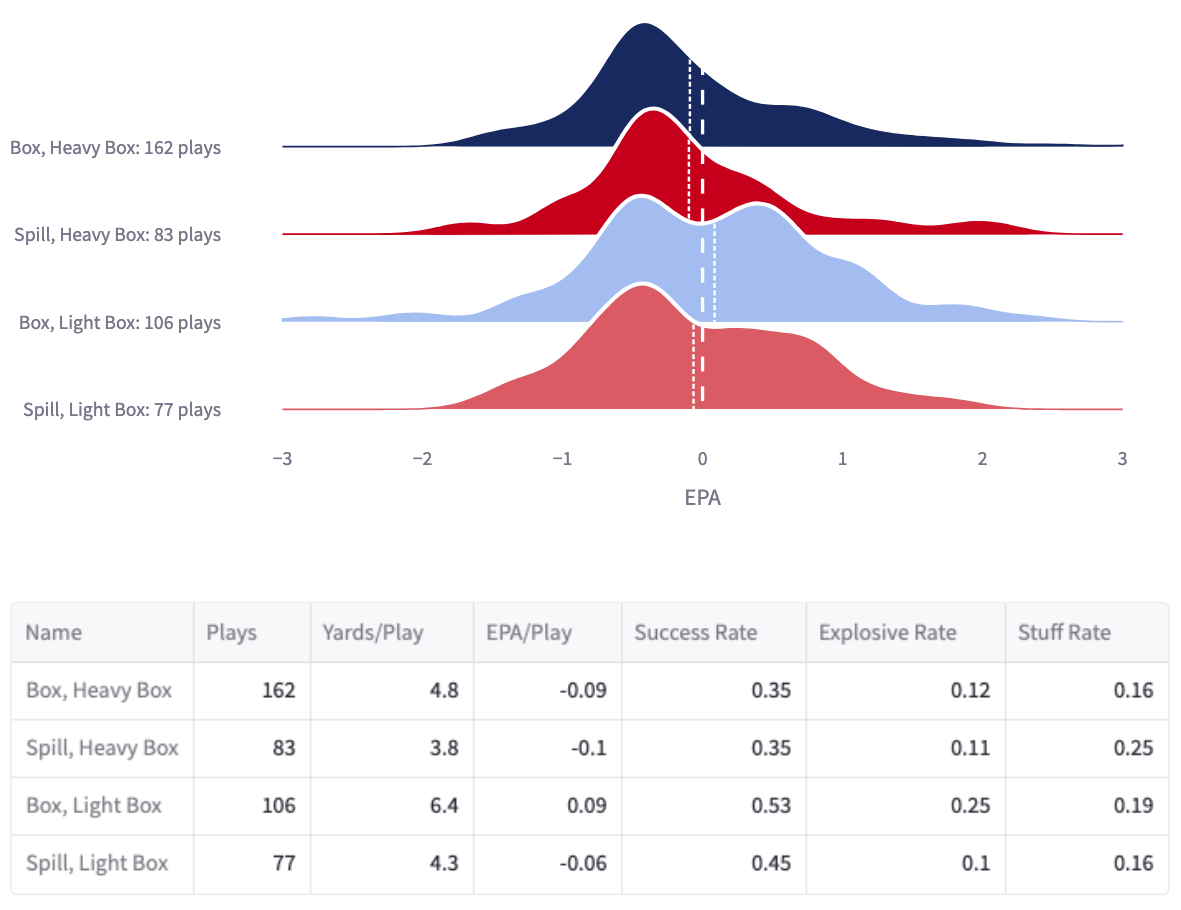 Box, Heavy Box: 162 plays
Spill, Heavy Box: 83 plays
Box, Light Box: 106 plays
Spill, Light Box: 77 plays
−3 −2 −1 0 1 2 3
EPA
Name Plays Yards/Play EPA/Play Success Rate Explosive Rate Stuff Rate
Box, Heavy Box 162 4.8 -0.09 0.35 0.12 0.16
Spill, Heavy Box 83 3.8 -0.1 0.35 0.11 0.25
Box, Light Box 106 6.4 0.09 0.53 0.25 0.19
Spill, Light Box 77 4.3 -0.06 0.45 0.1 0.16